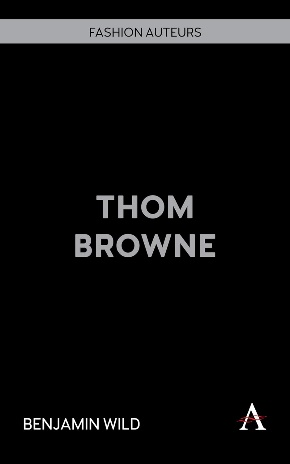 FASHION AUTEURS
THOM
BROWNE
BENJAMIN WILD
A